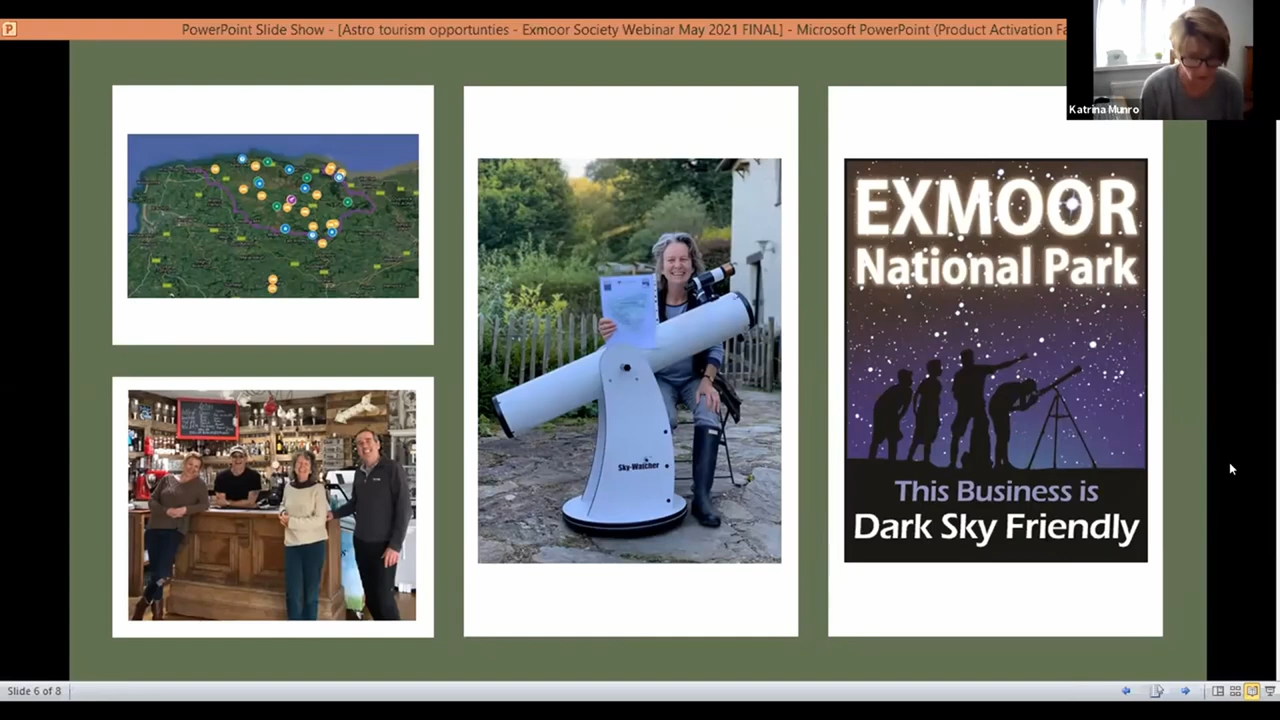 PowerPoint Slide Show - [Astro tourism opportunties - Exmoor Society Webinar May 2021 FINAL] - Microsoft PowerPoint (Product Activation Fa
Katrina Munro
Sky-Watcher
EXMOOR
National Park
This Business is
Dark Sky Friendly
Slide 6 of 8